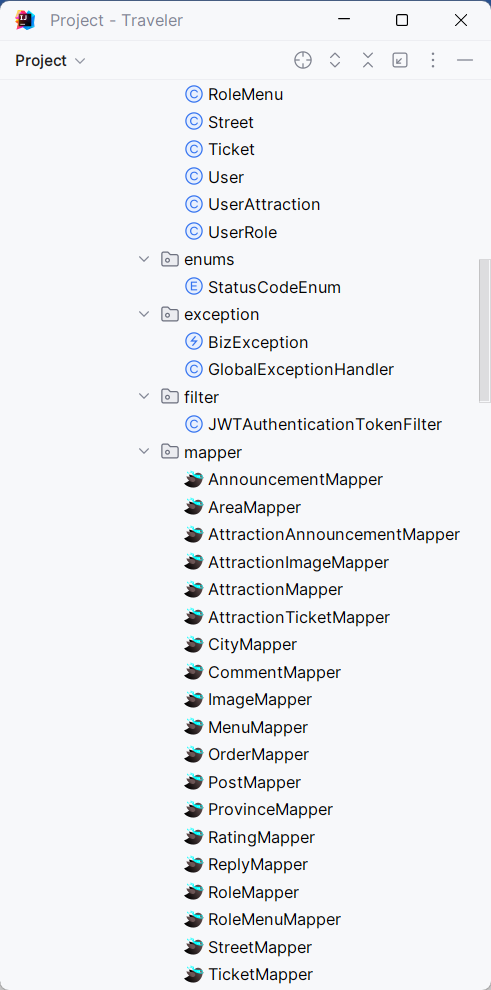 Project - Traveler
Project
RoleMenu
Street
Ticket
User
UserAttraction
UserRole
enums
StatusCodeEnum
exception
BizException
GlobalExceptionHandler
filter
JWTAuthenticationTokenFilter
mapper
AnnouncementMapper
AreaMapper
AttractionAnnouncementMapper
AttractionImageMapper
AttractionMapper
AttractionTicketMapper
CityMapper
CommentMapper
ImageMapper
MenuMapper
OrderMapper
PostMapper
ProvinceMapper
RatingMapper
ReplyMapper
RoleMapper
RoleMenuMapper
StreetMapper
TicketMapper